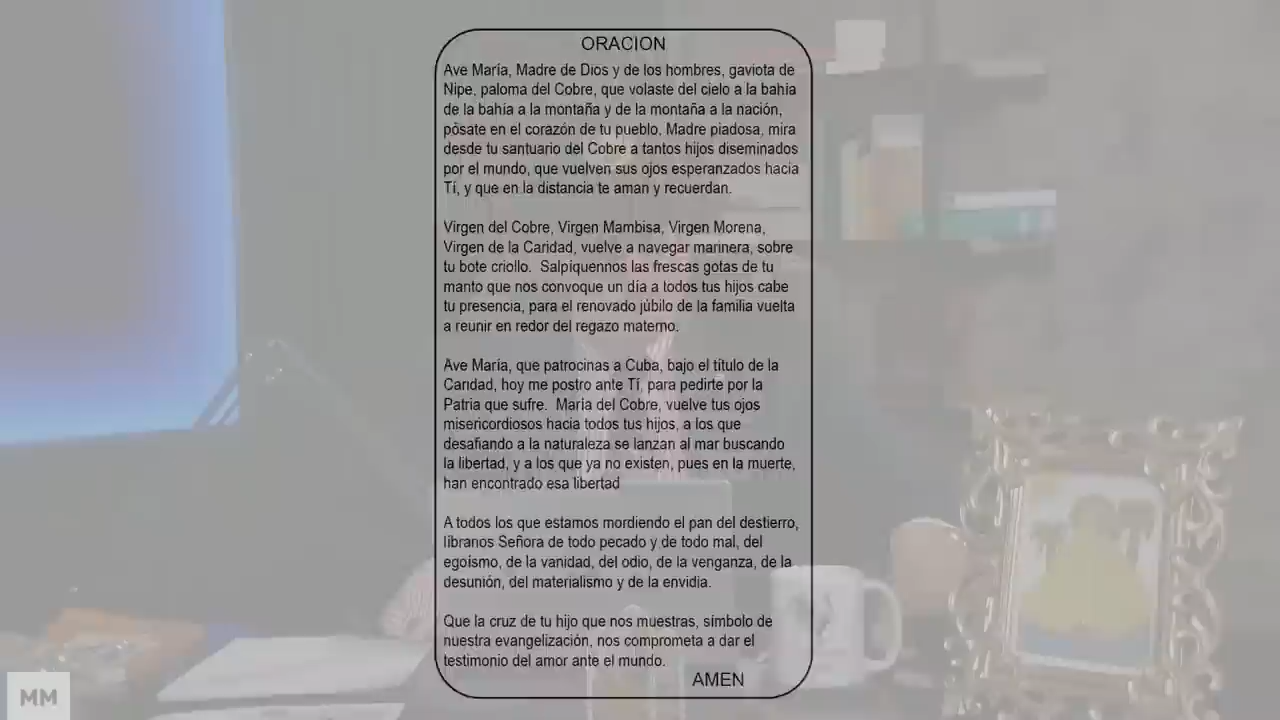 ORACION
Ave María, Madre de Dios y de los hombres, gaviota de
Nipe, paloma del Cobre, que volaste del cielo a la bahía
de la bahía a la montaña y de la montaña a la nación,
pósate en el corazón de tu pueblo, Madre piadosa, mira
desde tu santuario del Cobre a tantos hijos diseminados
por el mundo, que vuelven sus ojos esperanzados hacia
Tí, y que en la distancia te aman y recuerdan.
Virgen del Cobre, Virgen Mambisa, Virgen Morena,
Virgen de la Caridad, vuelve a navegar marinera, sobre
tu bote criollo. Salpíquennos las frescas gotas de tu
manto que nos convoque un día a todos tus hijos cabe
tu presencia, para el renovado júbilo de la familia vuelta
a reunir en redor del regazo materno.
Ave María, que patrocinas a Cuba, bajo el título de la
Caridad, hoy me postro ante Tí, para pedirte por la
Patria que sufre. María del Cobre, vuelve tus ojos
misericordiosos hacia todos tus hijos, a los que
desafiando a la naturaleza se lanzan al mar buscando
la libertad, y a los que ya no existen, pues en la muerte,
han encontrado esa libertad
A todos los que estamos mordiendo el pan del destierro,
líbranos Señora de todo pecado y de todo mal, del
egoísmo, de la vanidad, del odio, de la venganza, de la
desunión, del materialismo y de la envidia.
Que la cruz de tu hijo que nos muestras, símbolo de
nuestra evangelización, nos comprometa a dar el
testimonio del amor ante el mundo.
AMEN
MM